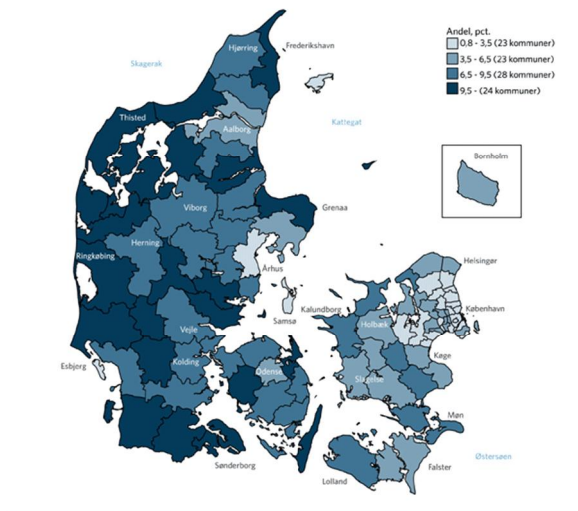 Andel, pct.
0,8 - 3,5 (23 kommuner)
3,5 - 6,5 (23 kommuner)
6,5 - 9,5 (28 kommuner)
9,5 - (24 kommuner)
Hjørring
Frederikshavn
Skagerak
Thisted
Aalborg
Kattegat
Bornholm
Viborg
Grenaa
Herning
Ringkøbing
Århus
Helsingør
Samsø
Kalundborg
København
Holbæk
Vejle
Køge
Esbjerg
Kolding
Odense
Slagelse
Møn
Sønderborg
Østersøen
Falster
Lolland